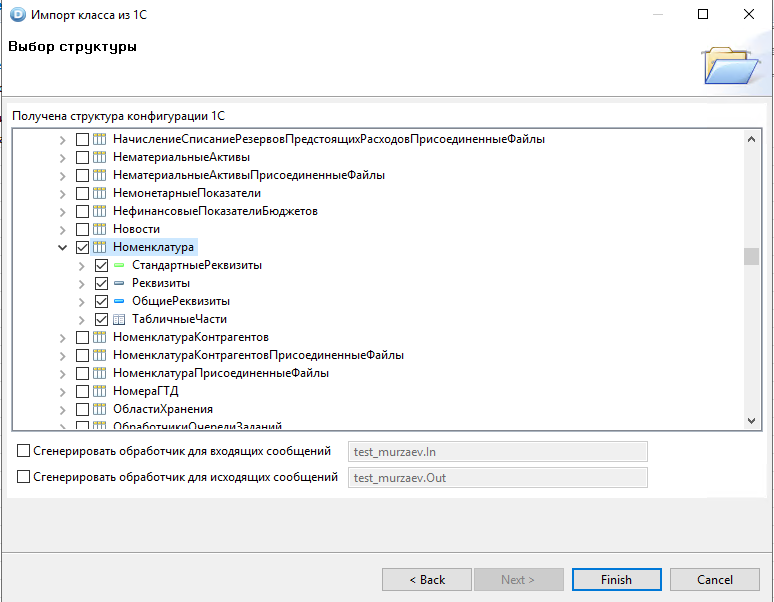 Импорт класса из 1С
Выбор структуры
Получена структура конфигурации 1С
НачислениеСписаниеРезервовПредстоящихРасходовПрисоединенныеФайлы
НематериальныеАктивы
НематериальныеАктивыПрисоединенныеФайлы
НемонетарныеПоказатели
НефинансовыеПоказателиБюджетов
Новости
Номенклатура
СтандартныеРеквизиты
Реквизиты
ОбщиеРеквизиты
ТабличныеЧасти
НоменклатураКонтрагентов
НоменклатураКонтрагентовПрисоединенныеФайлы
НоменклатураПрисоединенныеФайлы
НомераГТД
ОбластиХранения
ОбработчикиОчередиЗаданий
Сгенерировать обработчик для входящих сообщений test_murzaev.In
Сгенерировать обработчик для исходящих сообщений test_murzaev.Out
< Back Next > Finish Cancel